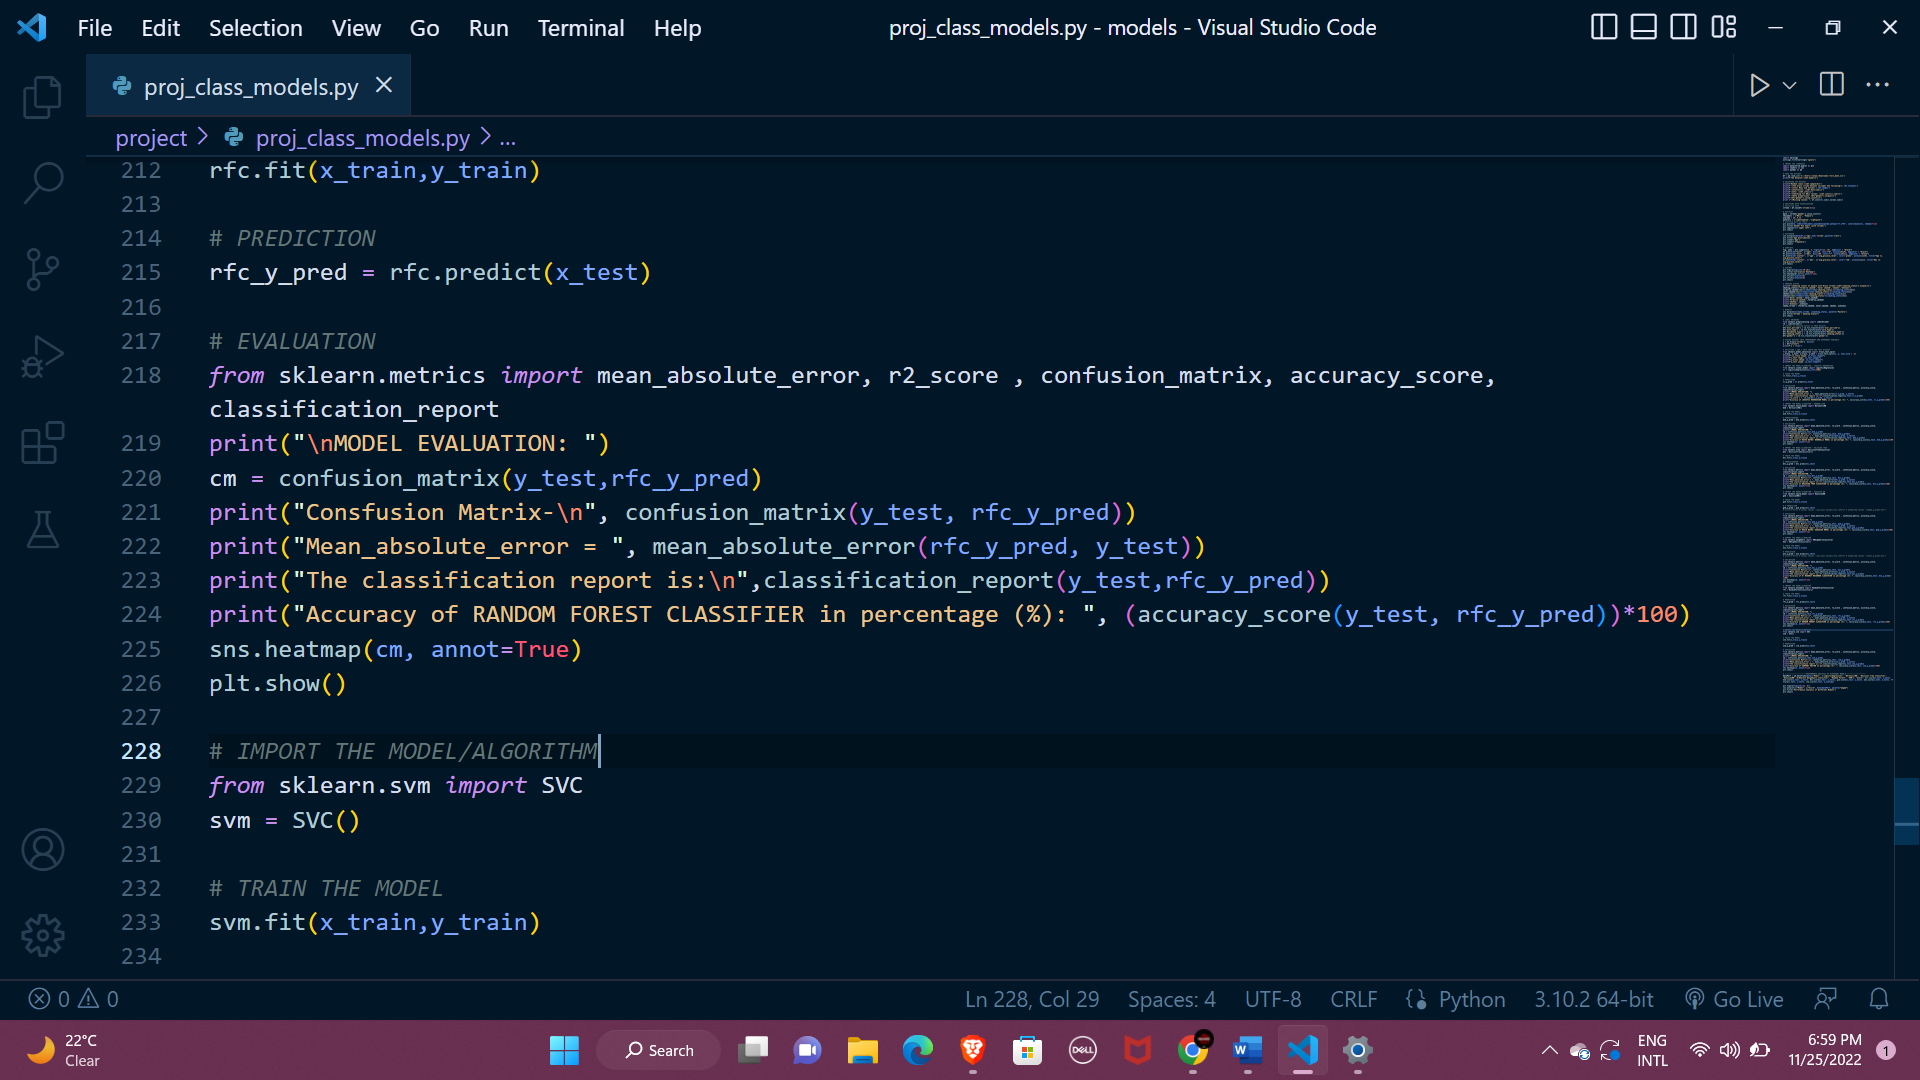 File Edit Selection View Go Run Terminal Help proj_class_models.py - models - Visual Studio Code
proj_class_models.py
project > proj_class_models.py > ...
212 rfc.fit(x_train,y_train)
213
214 # PREDICTION
215 rfc_y_pred = rfc.predict(x_test)
216
217 # EVALUATION
218 from sklearn.metrics import mean_absolute_error, r2_score , confusion_matrix, accuracy_score,
classification_report
219 print("\nMODEL EVALUATION: ")
220 cm = confusion_matrix(y_test,rfc_y_pred)
221 print("Consfusion Matrix-\n", confusion_matrix(y_test, rfc_y_pred))
222 print("Mean_absolute_error = ", mean_absolute_error(rfc_y_pred, y_test))
223 print("The classification report is:\n",classification_report(y_test,rfc_y_pred))
224 print("Accuracy of RANDOM FOREST CLASSIFIER in percentage (%): ", (accuracy_score(y_test, rfc_y_pred))*100)
225 sns.heatmap(cm, annot=True)
226 plt.show()
227
228 # IMPORT THE MODEL/ALGORITHM
229 from sklearn.svm import SVC
230 svm = SVC()
231
232 # TRAIN THE MODEL
233 svm.fit(x_train,y_train)
234
0 0 Ln 228, Col 29 Spaces: 4 UTF-8 CRLF Python 3.10.2 64-bit Go Live
22°C
Clear
Search
DELL
W
ENG
INTL
6:59 PM
11/25/2022
1